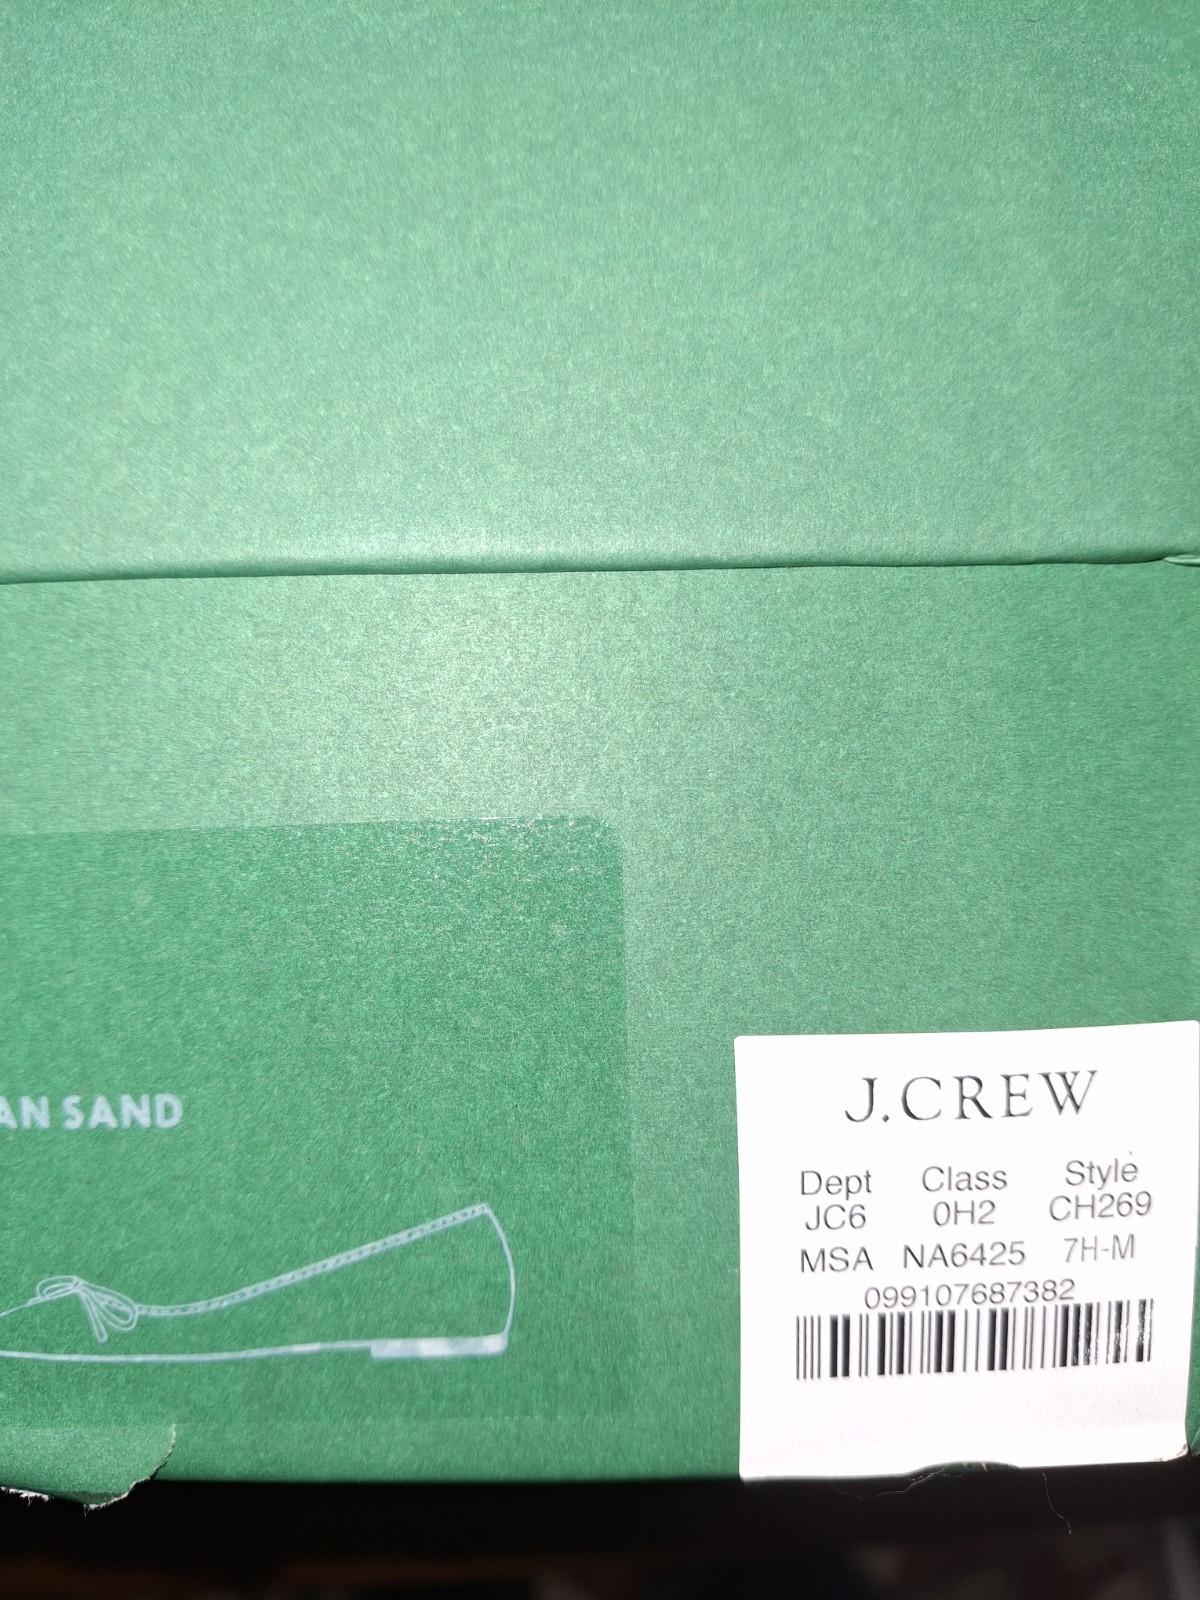 AN SAND
J.CREW
Dept Class Style
JC6 0H2 CH269
MSA NA6425 7H-M
099107687382